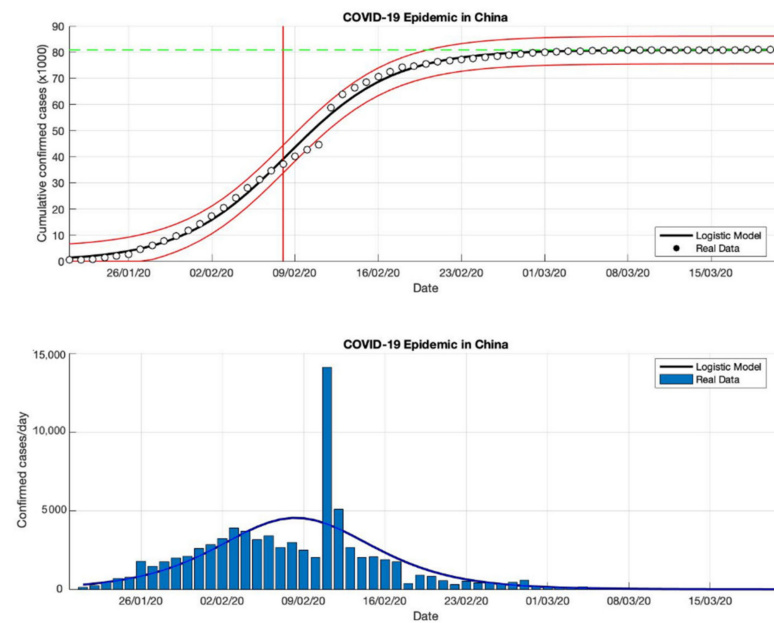 COVID-19 Epidemic in China
Cumulative confirmed cases (x1000)
90
80
70
60
50
40
30
20
10
0
26/01/20 02/02/20 09/02/20 16/02/20 23/02/20 01/03/20 08/03/20 15/03/20
Date
Logistic Model
Real Data
COVID-19 Epidemic in China
Confirmed cases/day
15,000
10,000
5000
0
26/01/20 02/02/20 09/02/20 16/02/20 23/02/20 01/03/20 08/03/20 15/03/20
Date
Logistic Model
Real Data